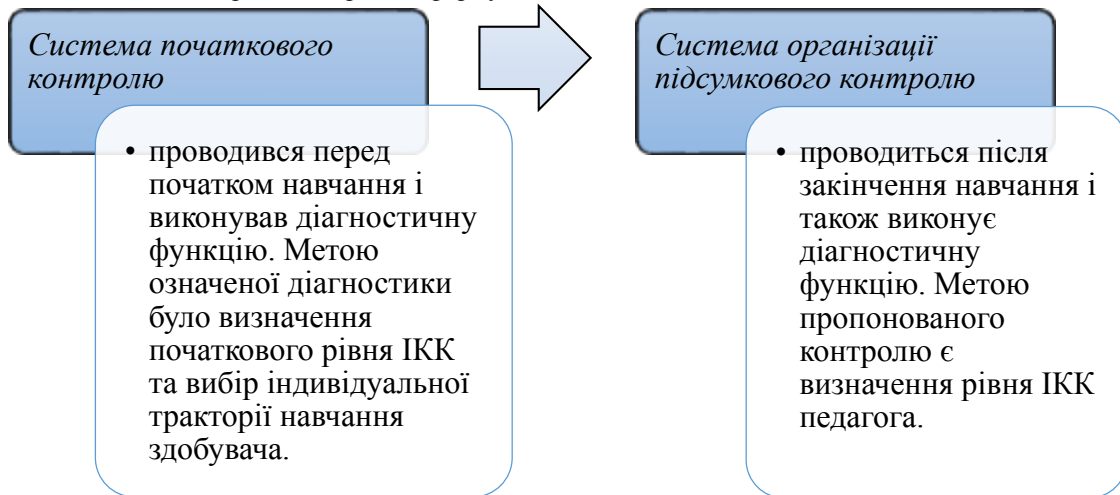 Система початкового
контролю
• проводився перед
початком навчання і
виконував діагностичну
функцію. Метою
означеної діагностики
було визначення
початкового рівня ІКК
та вибір індивідуальної
тракторії навчання
здобувача.
Система організації
підсумкового контролю
• проводиться після
закінчення навчання і
також виконує
діагностичну
функцію. Метою
пропонованого
контролю є
визначення рівня ІКК
педагога.